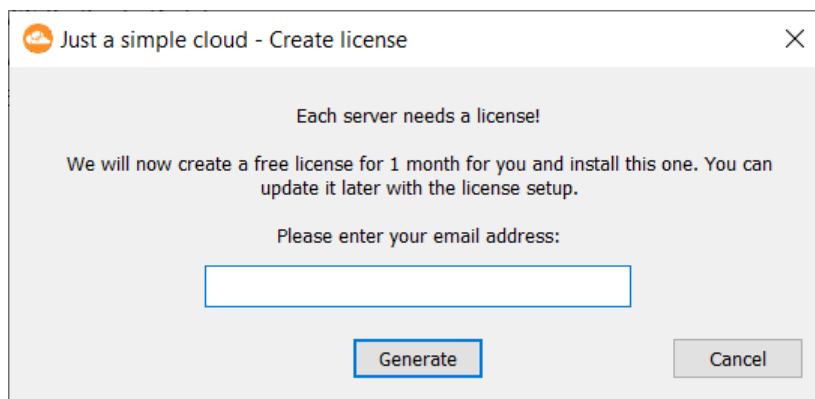 Just a simple cloud - Create license
Each server needs a license!
We will now create a free license for 1 month for you and install this one. You can
update it later with the license setup.
Please enter your email address:
Generate
Cancel